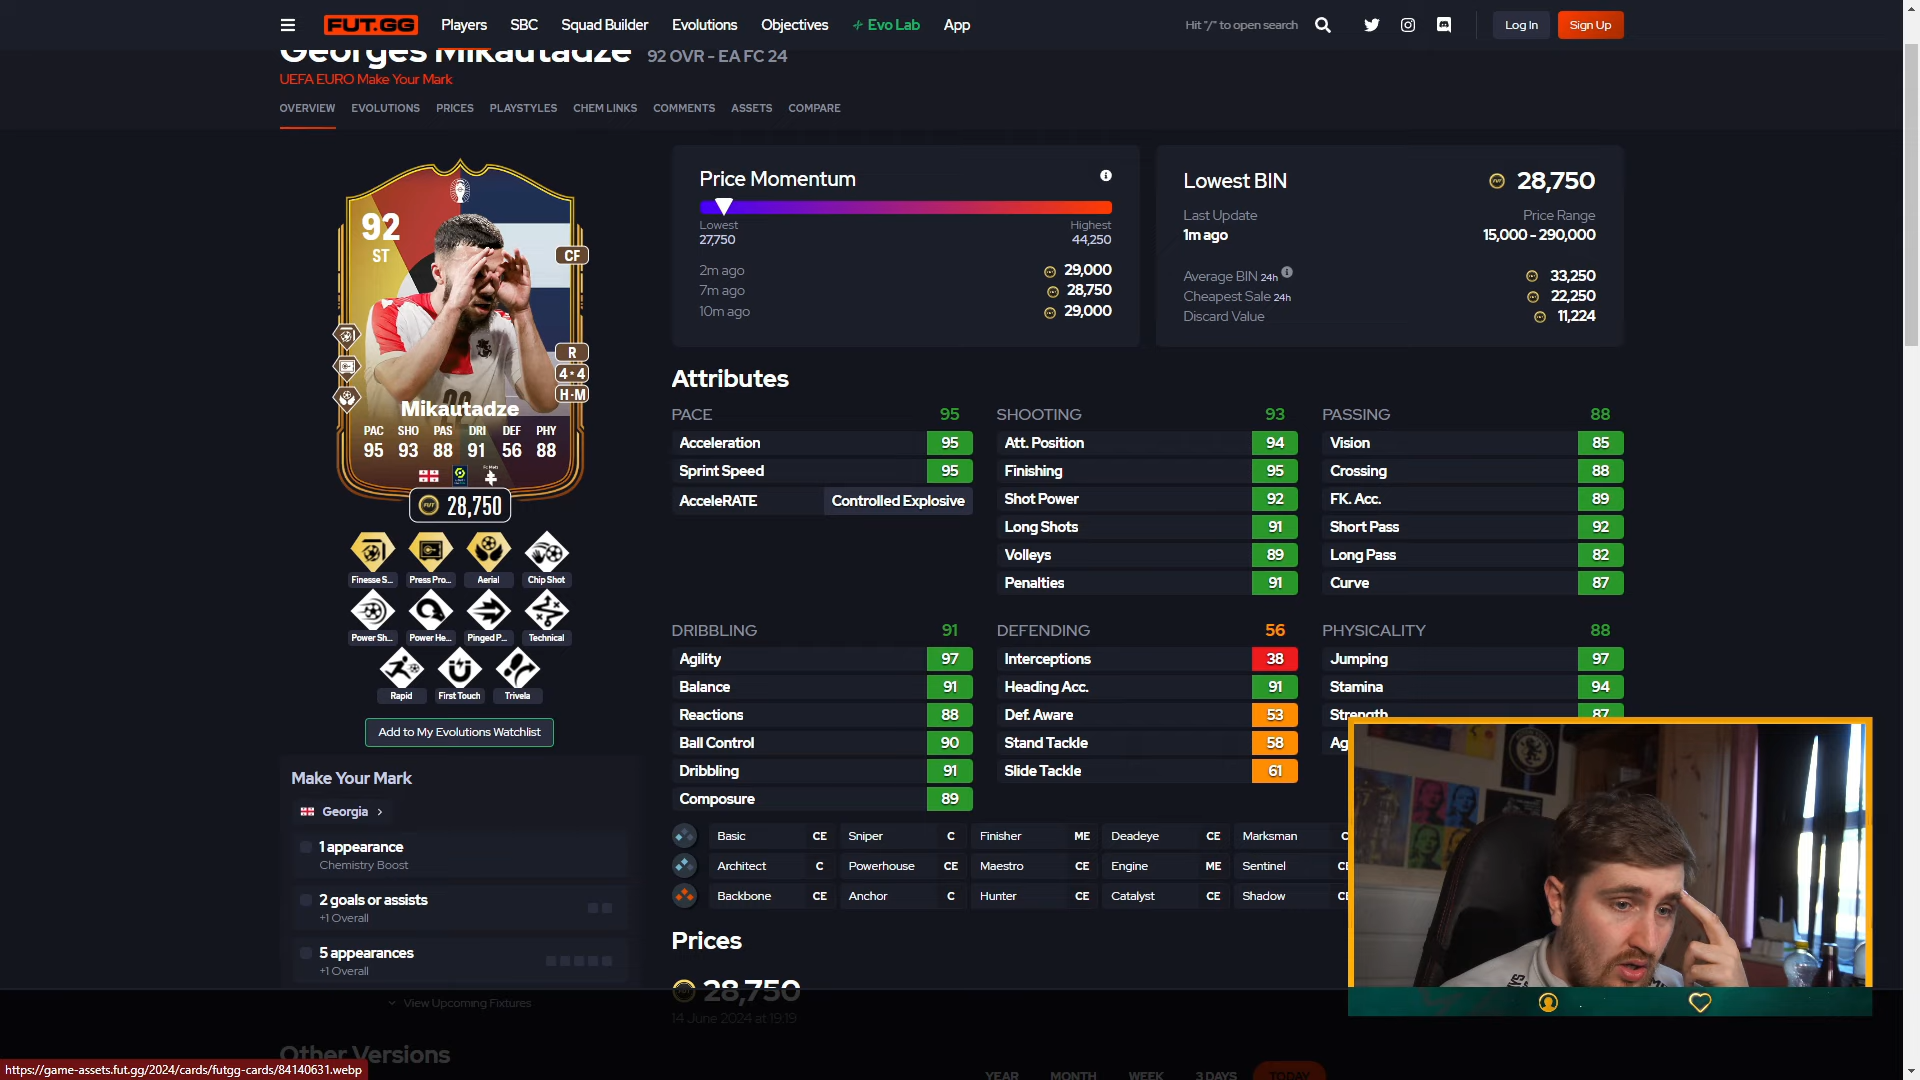 FUT.GG Players SBC Squad Builder Evolutions Objectives Evo Lab App Hit "/" to open search Log In Sign Up
Georges Mikautadze 92 OVR - EA FC 24
UEFA EURO Make Your Mark
OVERVIEW EVOLUTIONS PRICES PLAYSTYLES CHEM LINKS COMMENTS ASSETS COMPARE
92
ST
CF
R
4 4
H-M
Mikautadze
PAC SHO PAS DRI DEF PHY
95 93 88 91 56 88
28,750
Finesse S... Press Pro... Aerial Chip Shot
Power Sh... Power He... Pinged P... Technical
Rapid First Touch Trivela
Add to My Evolutions Watchlist
Make Your Mark
Georgia
1 appearance
Chemistry Boost
2 goals or assists
+1 Overall
5 appearances
+1 Overall
View Upcoming Fixtures
Other Versions
Price Momentum
Lowest Highest
27,750 44,250
2m ago 29,000
7m ago 28,750
10m ago 29,000
Lowest BIN 28,750
Last Update Price Range
1m ago 15,000 - 290,000
Average BIN 24h 33,250
Cheapest Sale 24h 22,250
Discard Value 11,224
Attributes
PACE 95
Acceleration 95
Sprint Speed 95
AcceleRATE Controlled Explosive
SHOOTING 93
Att. Position 94
Finishing 95
Shot Power 92
Long Shots 91
Volleys 89
Penalties 91
PASSING 88
Vision 85
Crossing 88
FK. Acc. 89
Short Pass 92
Long Pass 82
Curve 87
DRIBBLING 91
Agility 97
Balance 91
Reactions 88
Ball Control 90
Dribbling 91
Composure 89
DEFENDING 56
Interceptions 38
Heading Acc. 91
Def. Aware 53
Stand Tackle 58
Slide Tackle 61
PHYSICALITY 88
Jumping 97
Stamina 94
Strength 87
Ag
Basic CE Sniper C Finisher ME Deadeye CE Marksman C
Architect C Powerhouse CE Maestro CE Engine ME Sentinel CE
Backbone CE Anchor C Hunter CE Catalyst CE Shadow CE
Prices
28,750
14 June 2024 at 19:19
YEAR MONTH WEEK 3 DAYS TODAY
https://game-assets.fut.gg/2024/cards/futgg-cards/84140631.webp